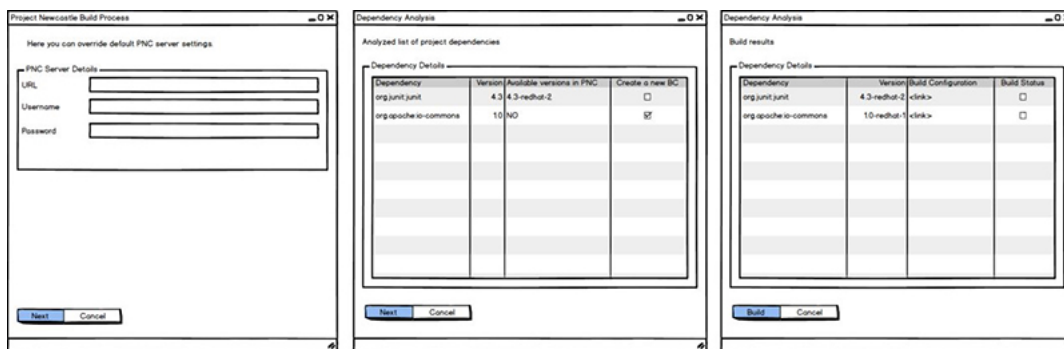 Project Newcastle Build Process
Here you can override default PNC server settings.
PNC Server Details
URL
Username
Password
Next Cancel
Dependency Analysis
Analyzed list of project dependencies
Dependency Details
Dependency Version Available versions in PNC Create a new BC
org.junit:junit 4.3 4.3-redhat-2
org.apache:io-commons 1.0 NO
Next Cancel
Dependency Analysis
Build results
Dependency Details
Dependency Version Build Configuration Build Status
org.junit:junit 4.3-redhat-2 <link>
org.apache:io-commons 1.0-redhat-1 <link>
Build Cancel